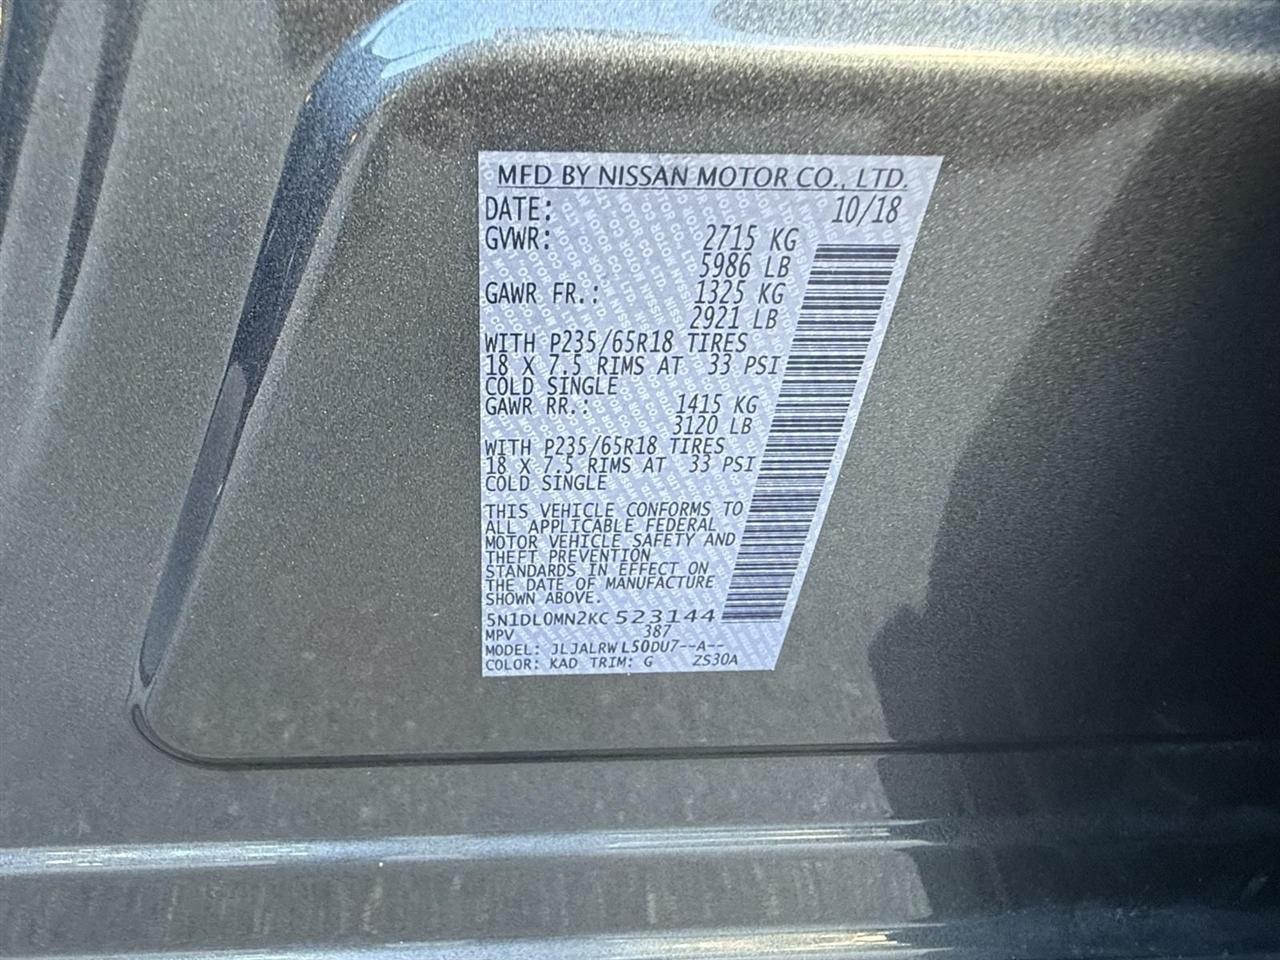 MFD BY NISSAN MOTOR CO., LTD.
DATE: 10/18
GVWR: 2715 KG
5986 LB
GAWR FR.: 1325 KG
2921 LB
WITH P235/65R18 TIRES
18 X 7.5 RIMS AT 33 PSI
COLD SINGLE
GAWR RR.: 1415 KG
3120 LB
WITH P235/65R18 TIRES
18 X 7.5 RIMS AT 33 PSI
COLD SINGLE
THIS VEHICLE CONFORMS TO
ALL APPLICABLE FEDERAL
MOTOR VEHICLE SAFETY AND
THEFT PREVENTION
STANDARDS IN EFFECT ON
THE DATE OF MANUFACTURE
SHOWN ABOVE.
5N1DL0MN2KC523144
MPV 387
MODEL: JLJALRWL50DU7--A--
COLOR: KAD TRIM: G ZS30A